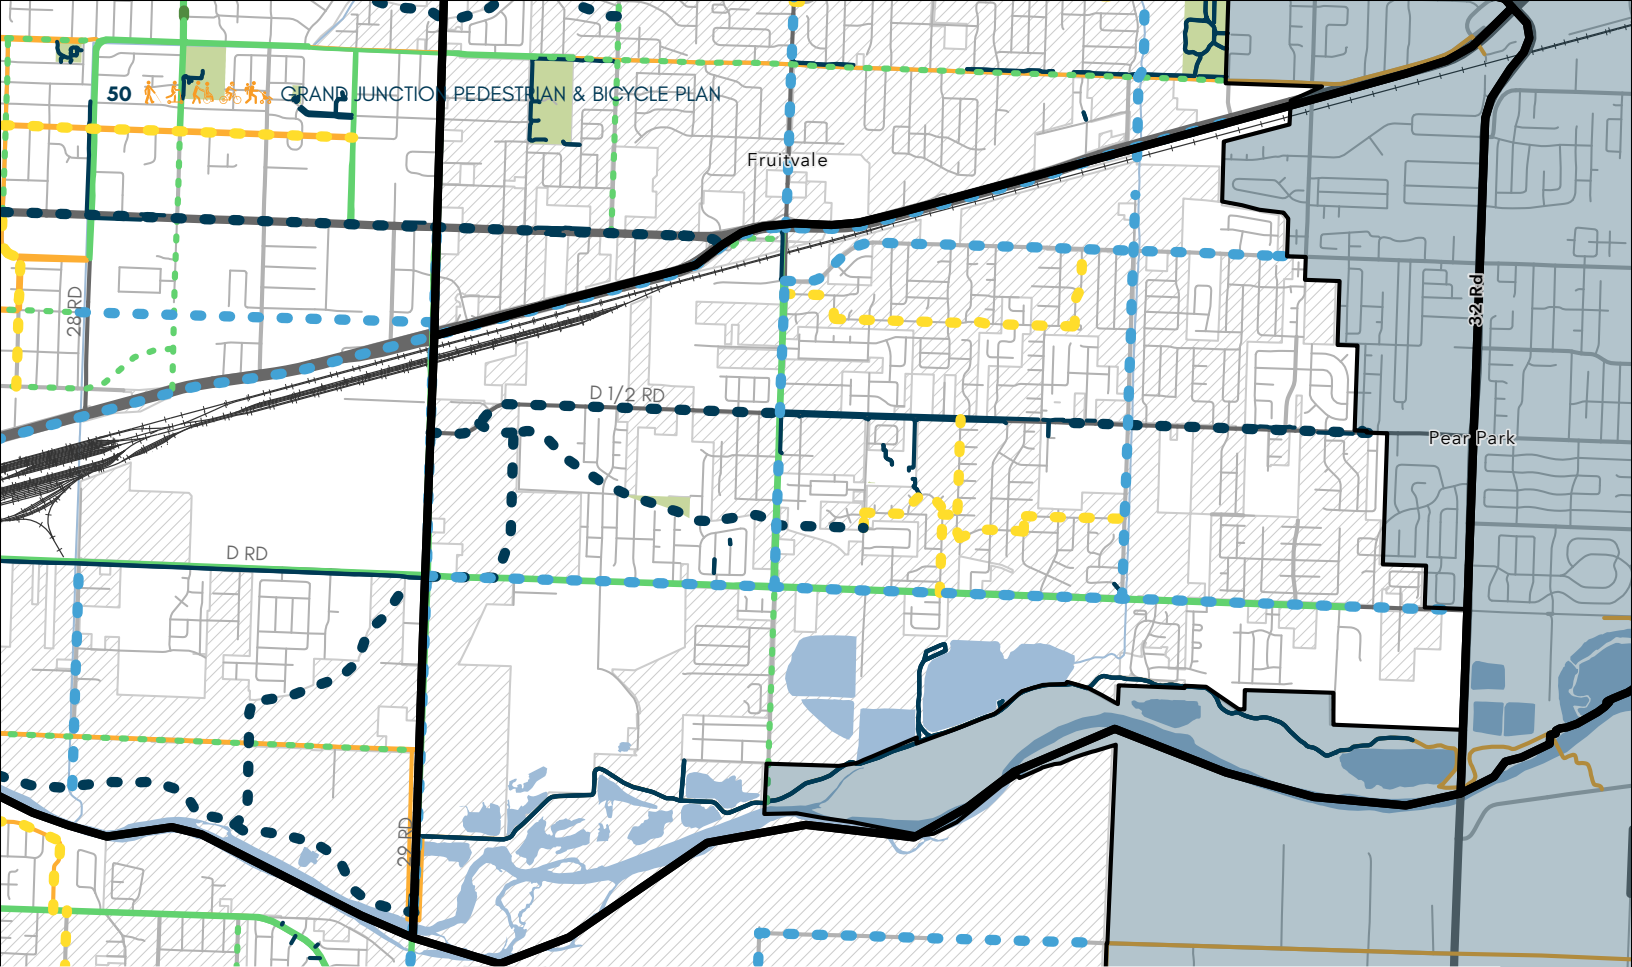 50 GRAND JUNCTION PEDESTRIAN & BICYCLE PLAN
Fruitvale
28 RD
32 Rd
D 1/2 RD
Pear Park
D RD
29 RD